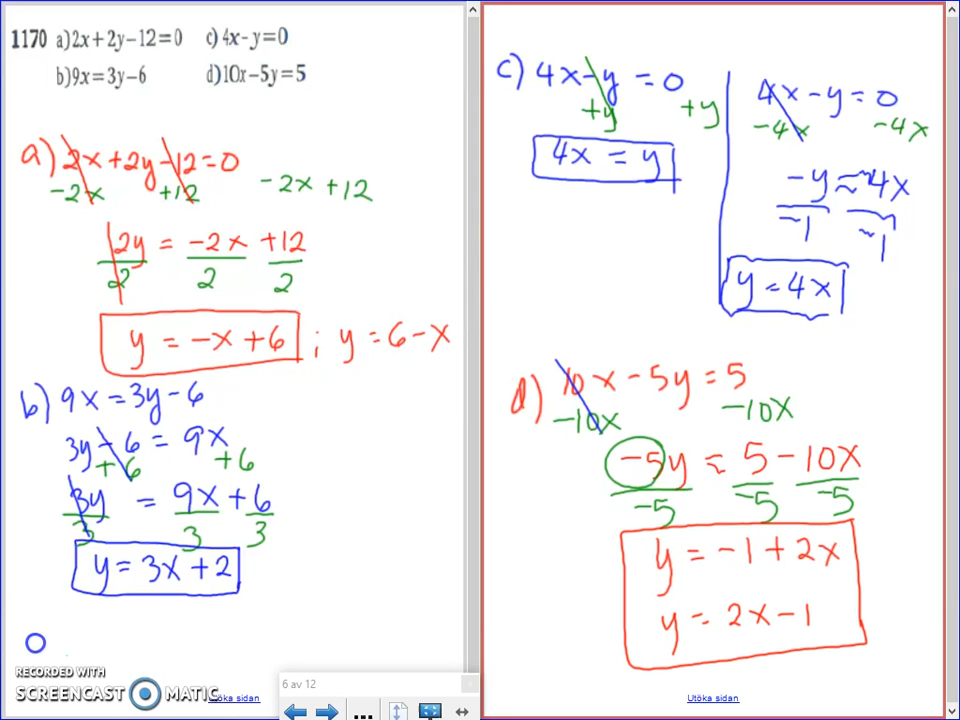 1170 a)2x+2y-12=0 c)4x-y=0
b)9x=3y-6 d)10x-5y=5
a) 2x+2y-12=0
-2x +12 -2x +12
2y = -2x +12
2 2 2
y = -x +6 ; y = 6-x
b) 9x = 3y-6
3y-6 = 9x
+6 +6
3y = 9x+6
3 3 3
y = 3x+2
RECORDED WITH
SCREENCAST MATIC
Utöka sidan
6 av 12
c) 4x-y = 0
+y +y
4x = y
4x-y=0
-4x -4x
-y = -4x
-1 -1
y = 4x
d) 10x-5y=5
-10x -10x
-5y = 5-10x
-5 -5 -5
y = -1+2x
y = 2x-1
Utöka sidan